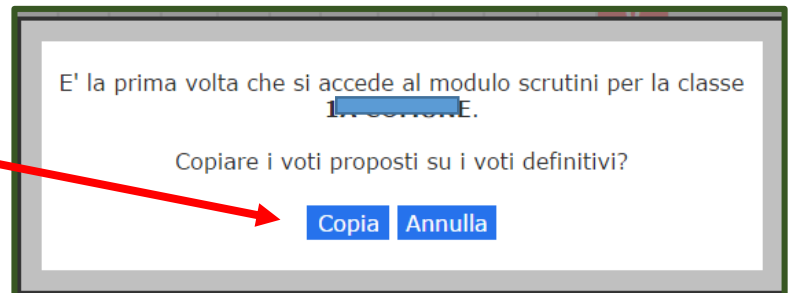 E' la prima volta che si accede al modulo scrutini per la classe
Copiare i voti proposti su i voti definitivi?
Copia Annulla